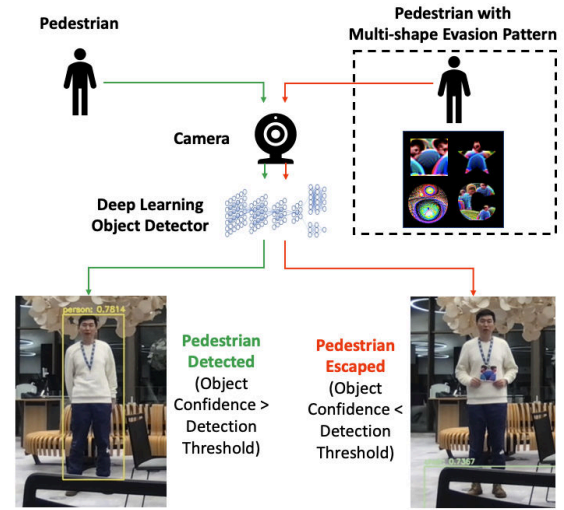 Pedestrian
Pedestrian with
Multi-shape Evasion Pattern
Camera
Deep Learning
Object Detector
person: 0.7814
Pedestrian
Detected
(Object
Confidence >
Detection
Threshold)
Pedestrian
Escaped
(Object
Confidence <
Detection
Threshold)
0.7367